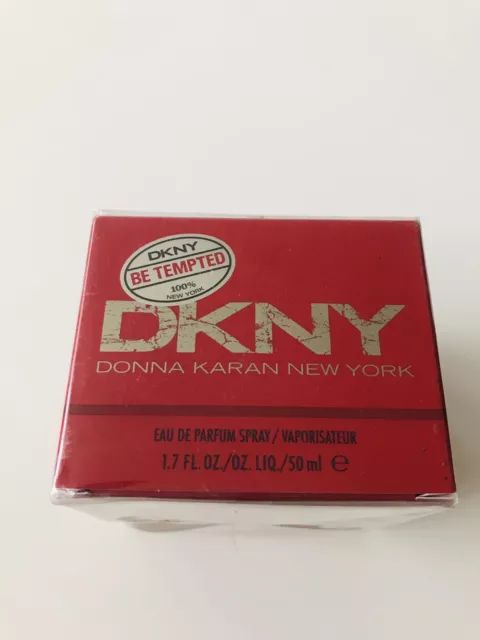 DKNY
BE TEMPTED
100%
NEW YORK
DKNY
DONNA KARAN NEW YORK
EAU DE PARFUM SPRAY/VAPORISATEUR
1.7 FL. OZ./OZ. LIQ./50 ml ℮